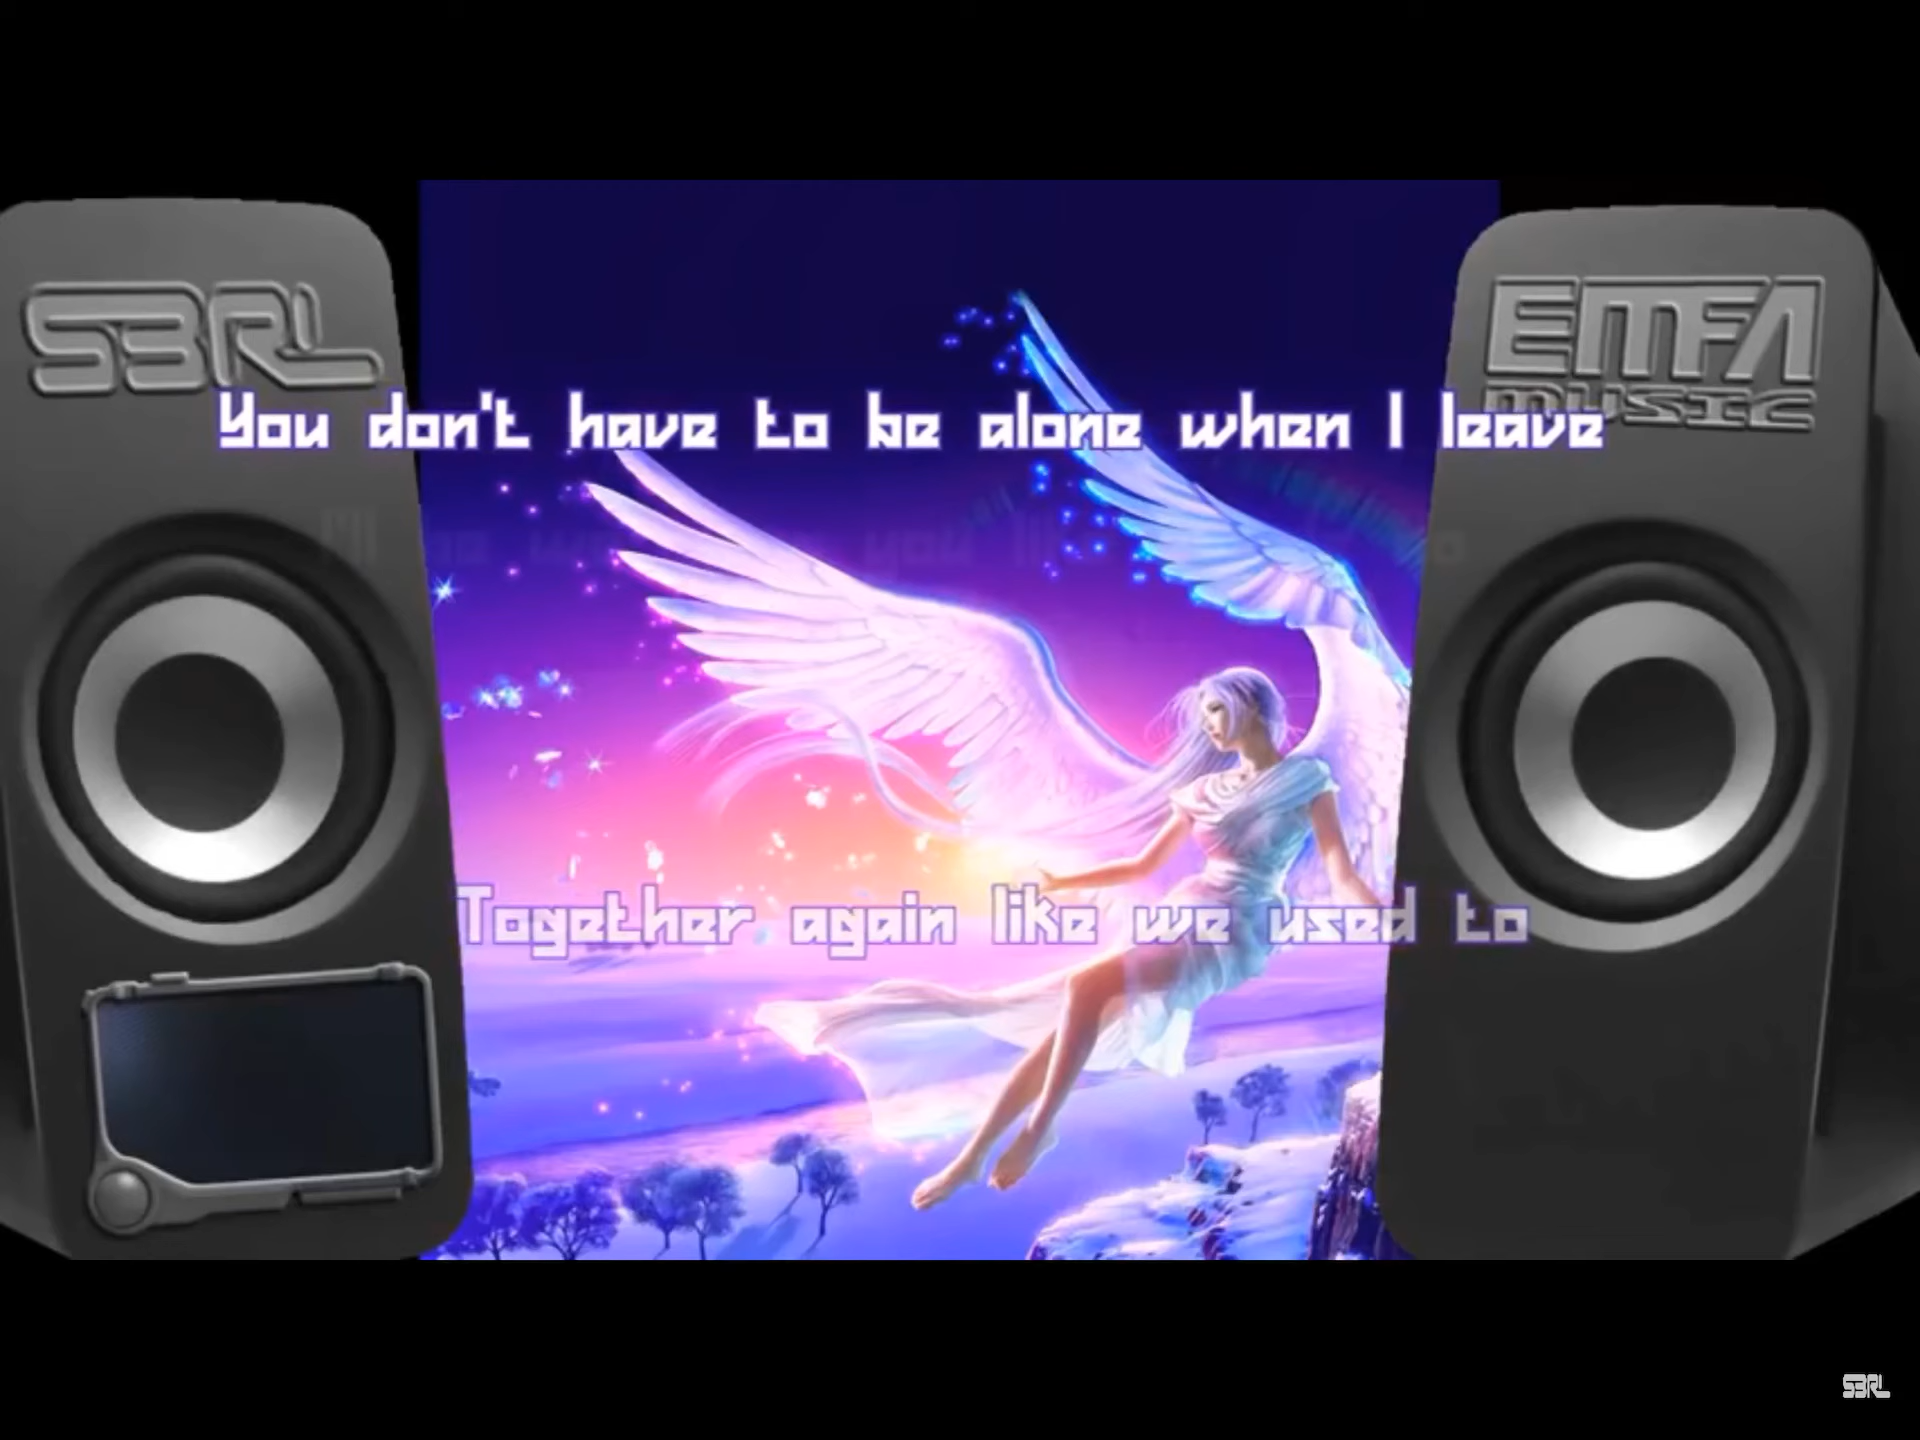 S3RL
EMFA
MUSIC
You don't have to be alone when I leave
Together again like we used to
S3RL